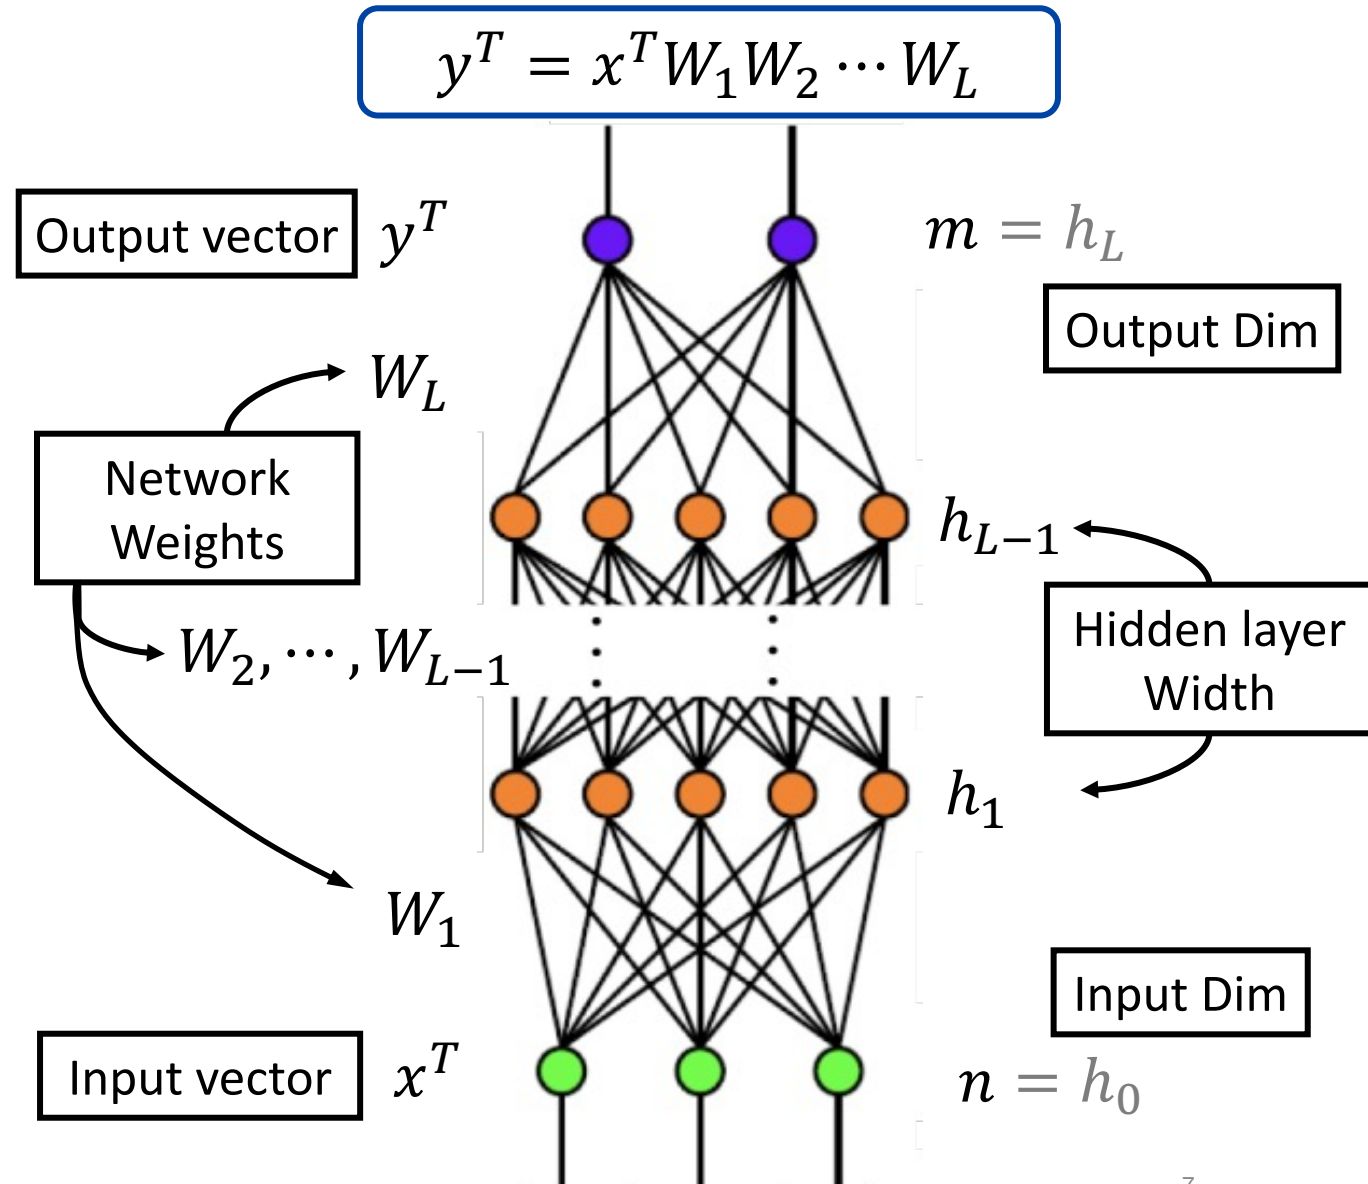 y^T = x^T W_1 W_2 ⋯ W_L
Output vector
y^T
m = h_L
Output Dim
W_L
Network
Weights
h_{L−1}
Hidden layer
Width
W_2, ⋯, W_{L−1}
h_1
W_1
Input Dim
Input vector
x^T
n = h_0
7